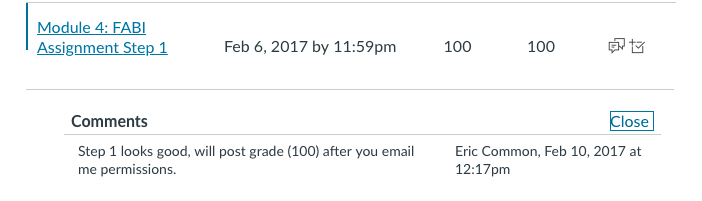 Module 4: FABI
Assignment Step 1
Feb 6, 2017 by 11:59pm
100
100
Comments
Close
Step 1 looks good, will post grade (100) after you email
me permissions.
Eric Common, Feb 10, 2017 at
12:17pm